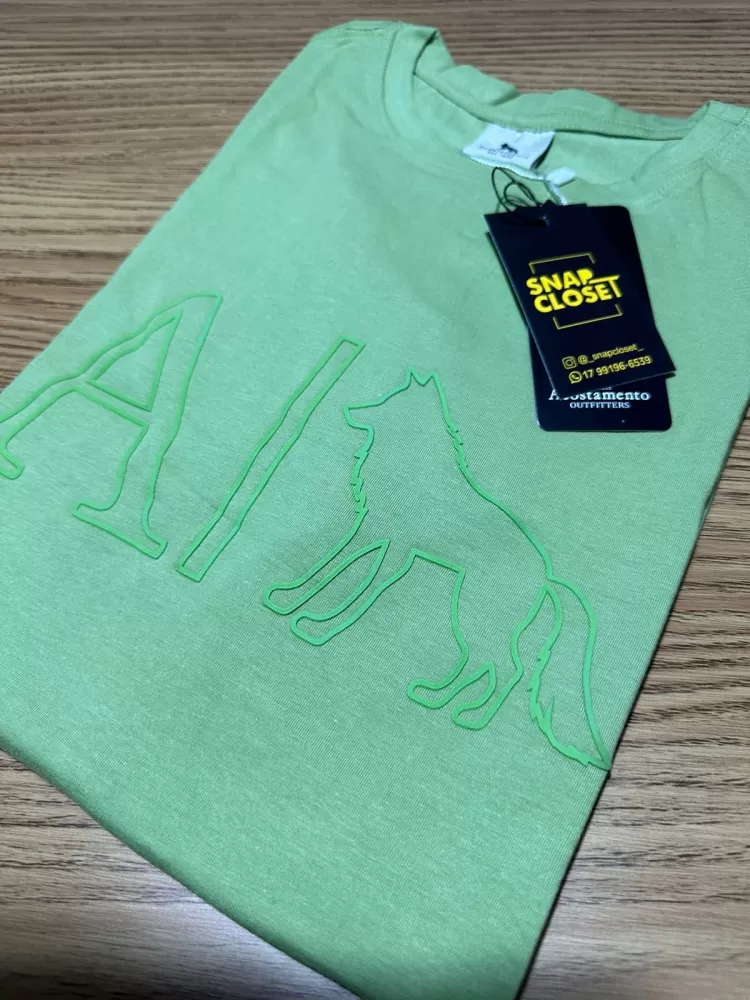 SNAP
CLOSET
@_snapcloset_
17 99196-6539
Acostamento
OUTFITTERS
A|